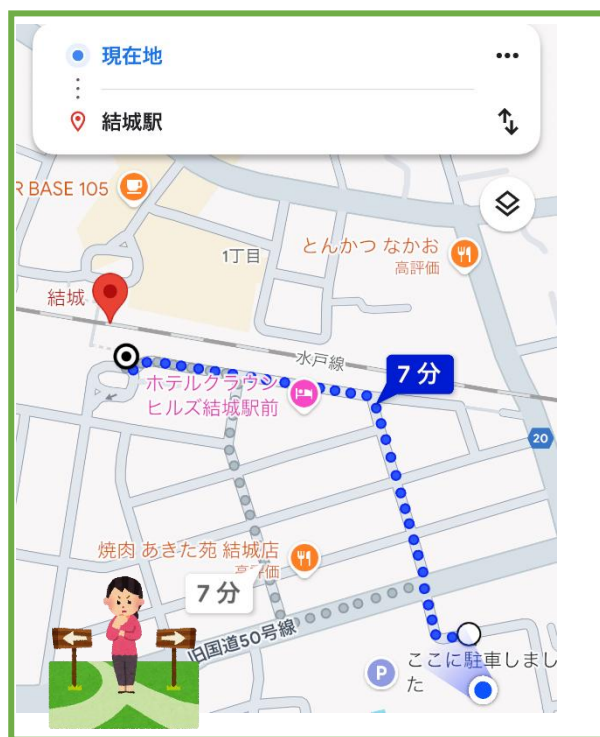 現在地
結城駅
R BASE 105
1丁目
とんかつ なかお
高評価
結城
水戸線
7 分
ホテルクラウン
ヒルズ結城駅前
20
焼肉 あきた苑 結城店
高評価
7 分
旧国道50号線
P
ここに駐車しまし
た